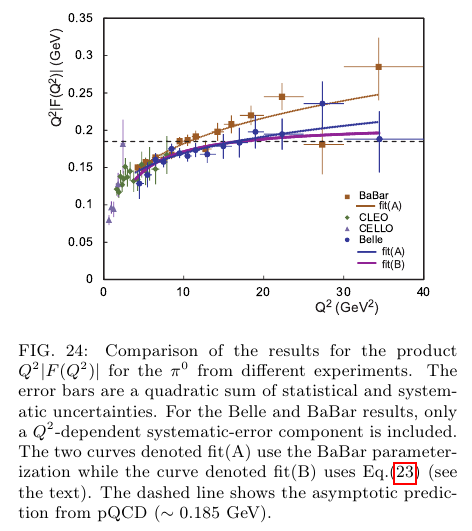 0.35
0.3
0.25
0.2
0.15
0.1
0.05
0
Q²|F(Q²)| (GeV)
BaBar
fit(A)
CLEO
CELLO
Belle
fit(A)
fit(B)
0 10 20 30 40
Q² (GeV²)
FIG. 24: Comparison of the results for the product
Q²|F(Q²)| for the π⁰ from different experiments. The
error bars are a quadratic sum of statistical and system-
atic uncertainties. For the Belle and BaBar results, only
a Q²-dependent systematic-error component is included.
The two curves denoted fit(A) use the BaBar parameter-
ization while the curve denoted fit(B) uses Eq.(23) (see
the text). The dashed line shows the asymptotic predic-
tion from pQCD (∼ 0.185 GeV).